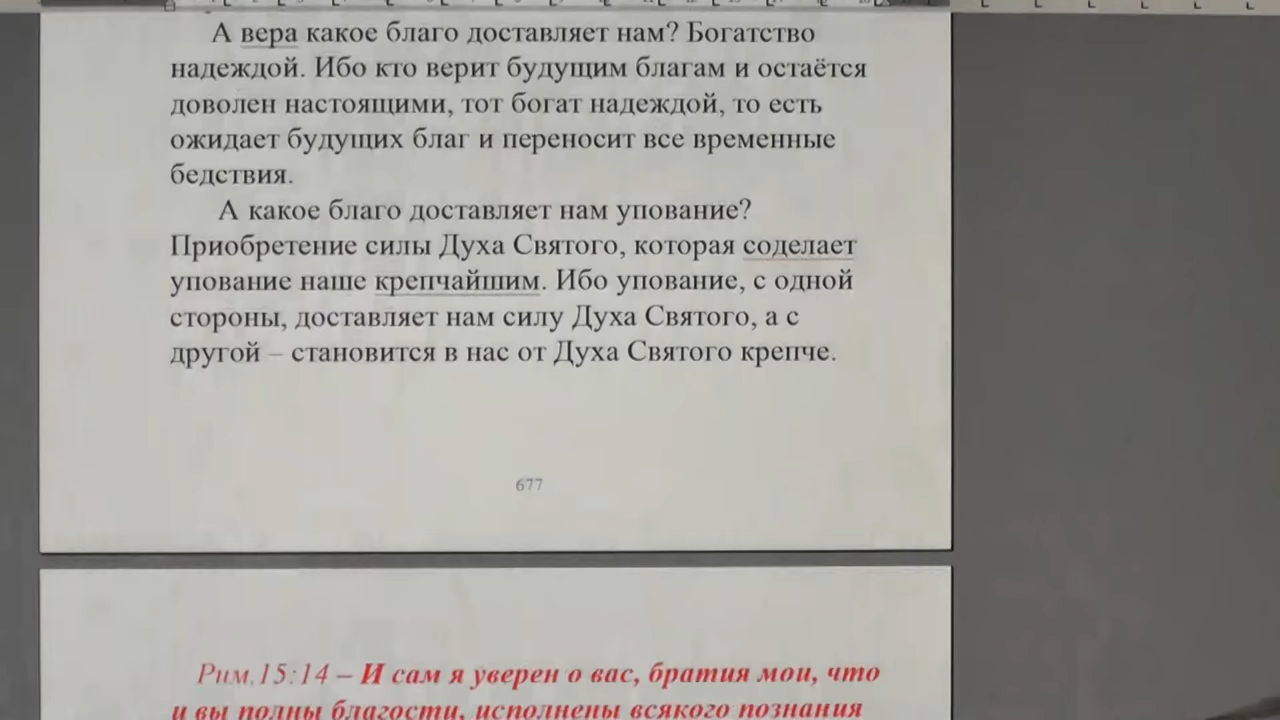 А вера какое благо доставляет нам? Богатство
надеждой. Ибо кто верит будущим благам и остаётся
доволен настоящими, тот богат надеждой, то есть
ожидает будущих благ и переносит все временные
бедствия.
А какое благо доставляет нам упование?
Приобретение силы Духа Святого, которая соделает
упование наше крепчайшим. Ибо упование, с одной
стороны, доставляет нам силу Духа Святого, а с
другой – становится в нас от Духа Святого крепче.
677
Рим.15:14 – И сам я уверен о вас, братия мои, что
и вы полны благости, исполнены всякого познания